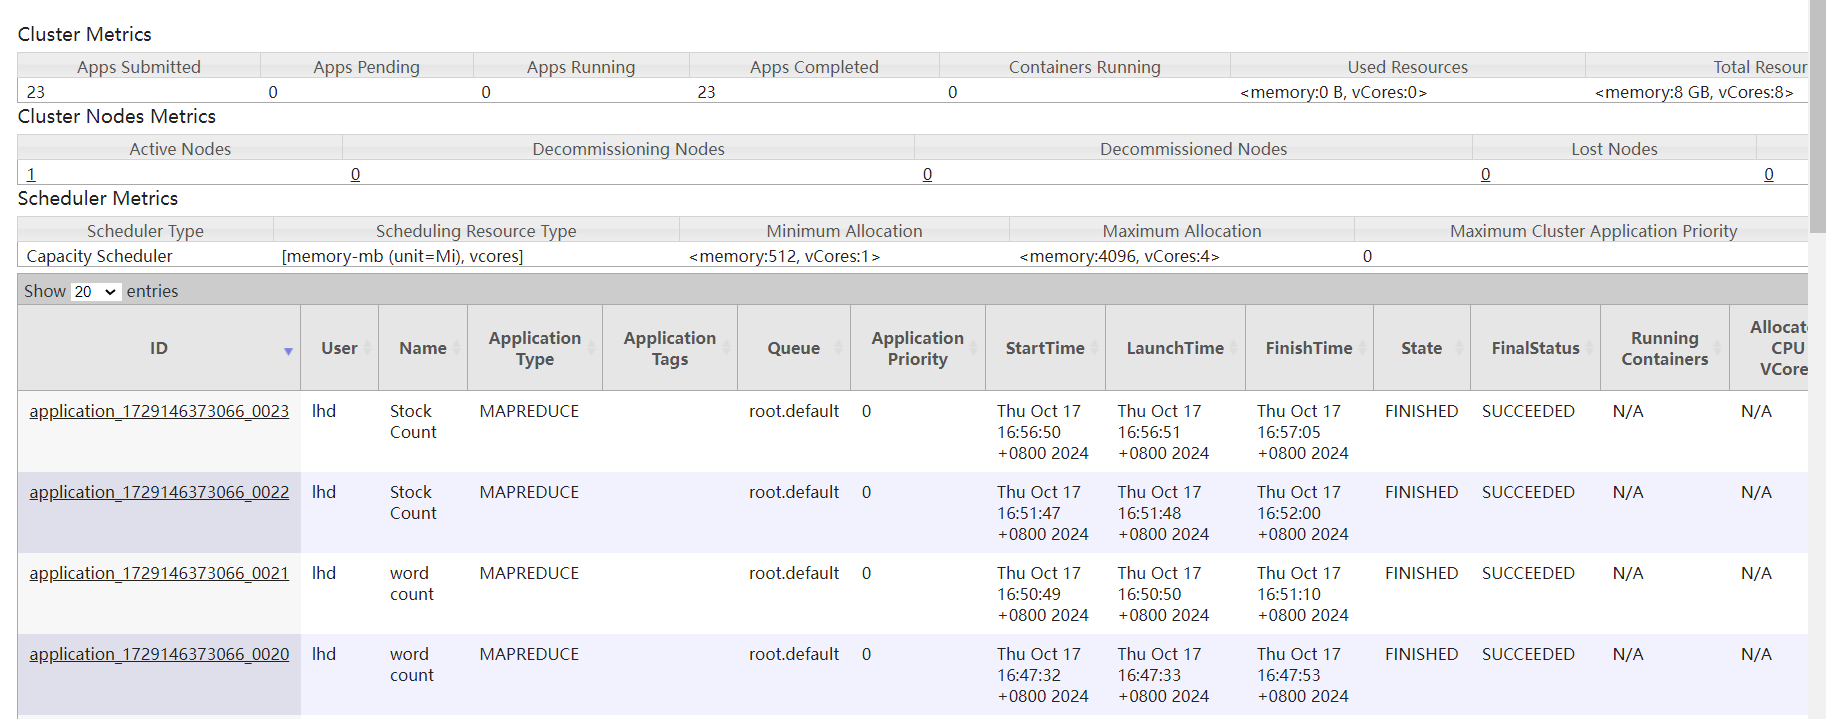 Cluster Metrics
Apps Submitted Apps Pending Apps Running Apps Completed Containers Running Used Resources Total Resour
23 0 0 23 0 <memory:0 B, vCores:0> <memory:8 GB, vCores:8>
Cluster Nodes Metrics
Active Nodes Decommissioning Nodes Decommissioned Nodes Lost Nodes
1 0 0 0 0
Scheduler Metrics
Scheduler Type Scheduling Resource Type Minimum Allocation Maximum Allocation Maximum Cluster Application Priority
Capacity Scheduler [memory-mb (unit=Mi), vcores] <memory:512, vCores:1> <memory:4096, vCores:4> 0
Show 20 entries
ID User Name Application Type Application Tags Queue Application Priority StartTime LaunchTime FinishTime State FinalStatus Running Containers Allocate CPU VCore
application_1729146373066_0023 lhd Stock MAPREDUCE root.default 0 Thu Oct 17 Thu Oct 17 Thu Oct 17 FINISHED SUCCEEDED N/A N/A
Count 16:56:50 16:56:51 16:57:05
+0800 2024 +0800 2024 +0800 2024
application_1729146373066_0022 lhd Stock MAPREDUCE root.default 0 Thu Oct 17 Thu Oct 17 Thu Oct 17 FINISHED SUCCEEDED N/A N/A
Count 16:51:47 16:51:48 16:52:00
+0800 2024 +0800 2024 +0800 2024
application_1729146373066_0021 lhd word MAPREDUCE root.default 0 Thu Oct 17 Thu Oct 17 Thu Oct 17 FINISHED SUCCEEDED N/A N/A
count 16:50:49 16:50:50 16:51:10
+0800 2024 +0800 2024 +0800 2024
application_1729146373066_0020 lhd word MAPREDUCE root.default 0 Thu Oct 17 Thu Oct 17 Thu Oct 17 FINISHED SUCCEEDED N/A N/A
count 16:47:32 16:47:33 16:47:53
+0800 2024 +0800 2024 +0800 2024